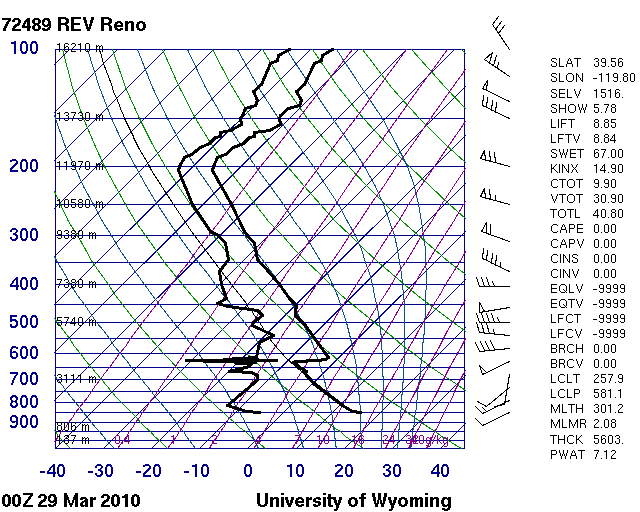 72489 REV Reno
100 16210 m
13730 m
200 11970 m
10580 m
300 9380 m
400 7380 m
500 5740 m
600
700 3114 m
800
900 806 m
137 m 0.4 1 2 4 7 10 16 24 32 40g/kg
-40 -30 -20 -10 0 10 20 30 40
00Z 29 Mar 2010 University of Wyoming
SLAT 39.56
SLON -119.80
SELV 1516.
SHOW 5.78
LIFT 8.85
LFTV 8.84
SWET 67.00
KINX 14.90
CTOT 9.90
VTOT 30.90
TOTL 40.80
CAPE 0.00
CAPV 0.00
CINS 0.00
CINV 0.00
EQLV -9999
EQTV -9999
LFCT -9999
LFCV -9999
BRCH 0.00
BRCV 0.00
LCLT 257.9
LCLP 581.1
MLTH 301.2
MLMR 2.08
THCK 5603.
PWAT 7.12